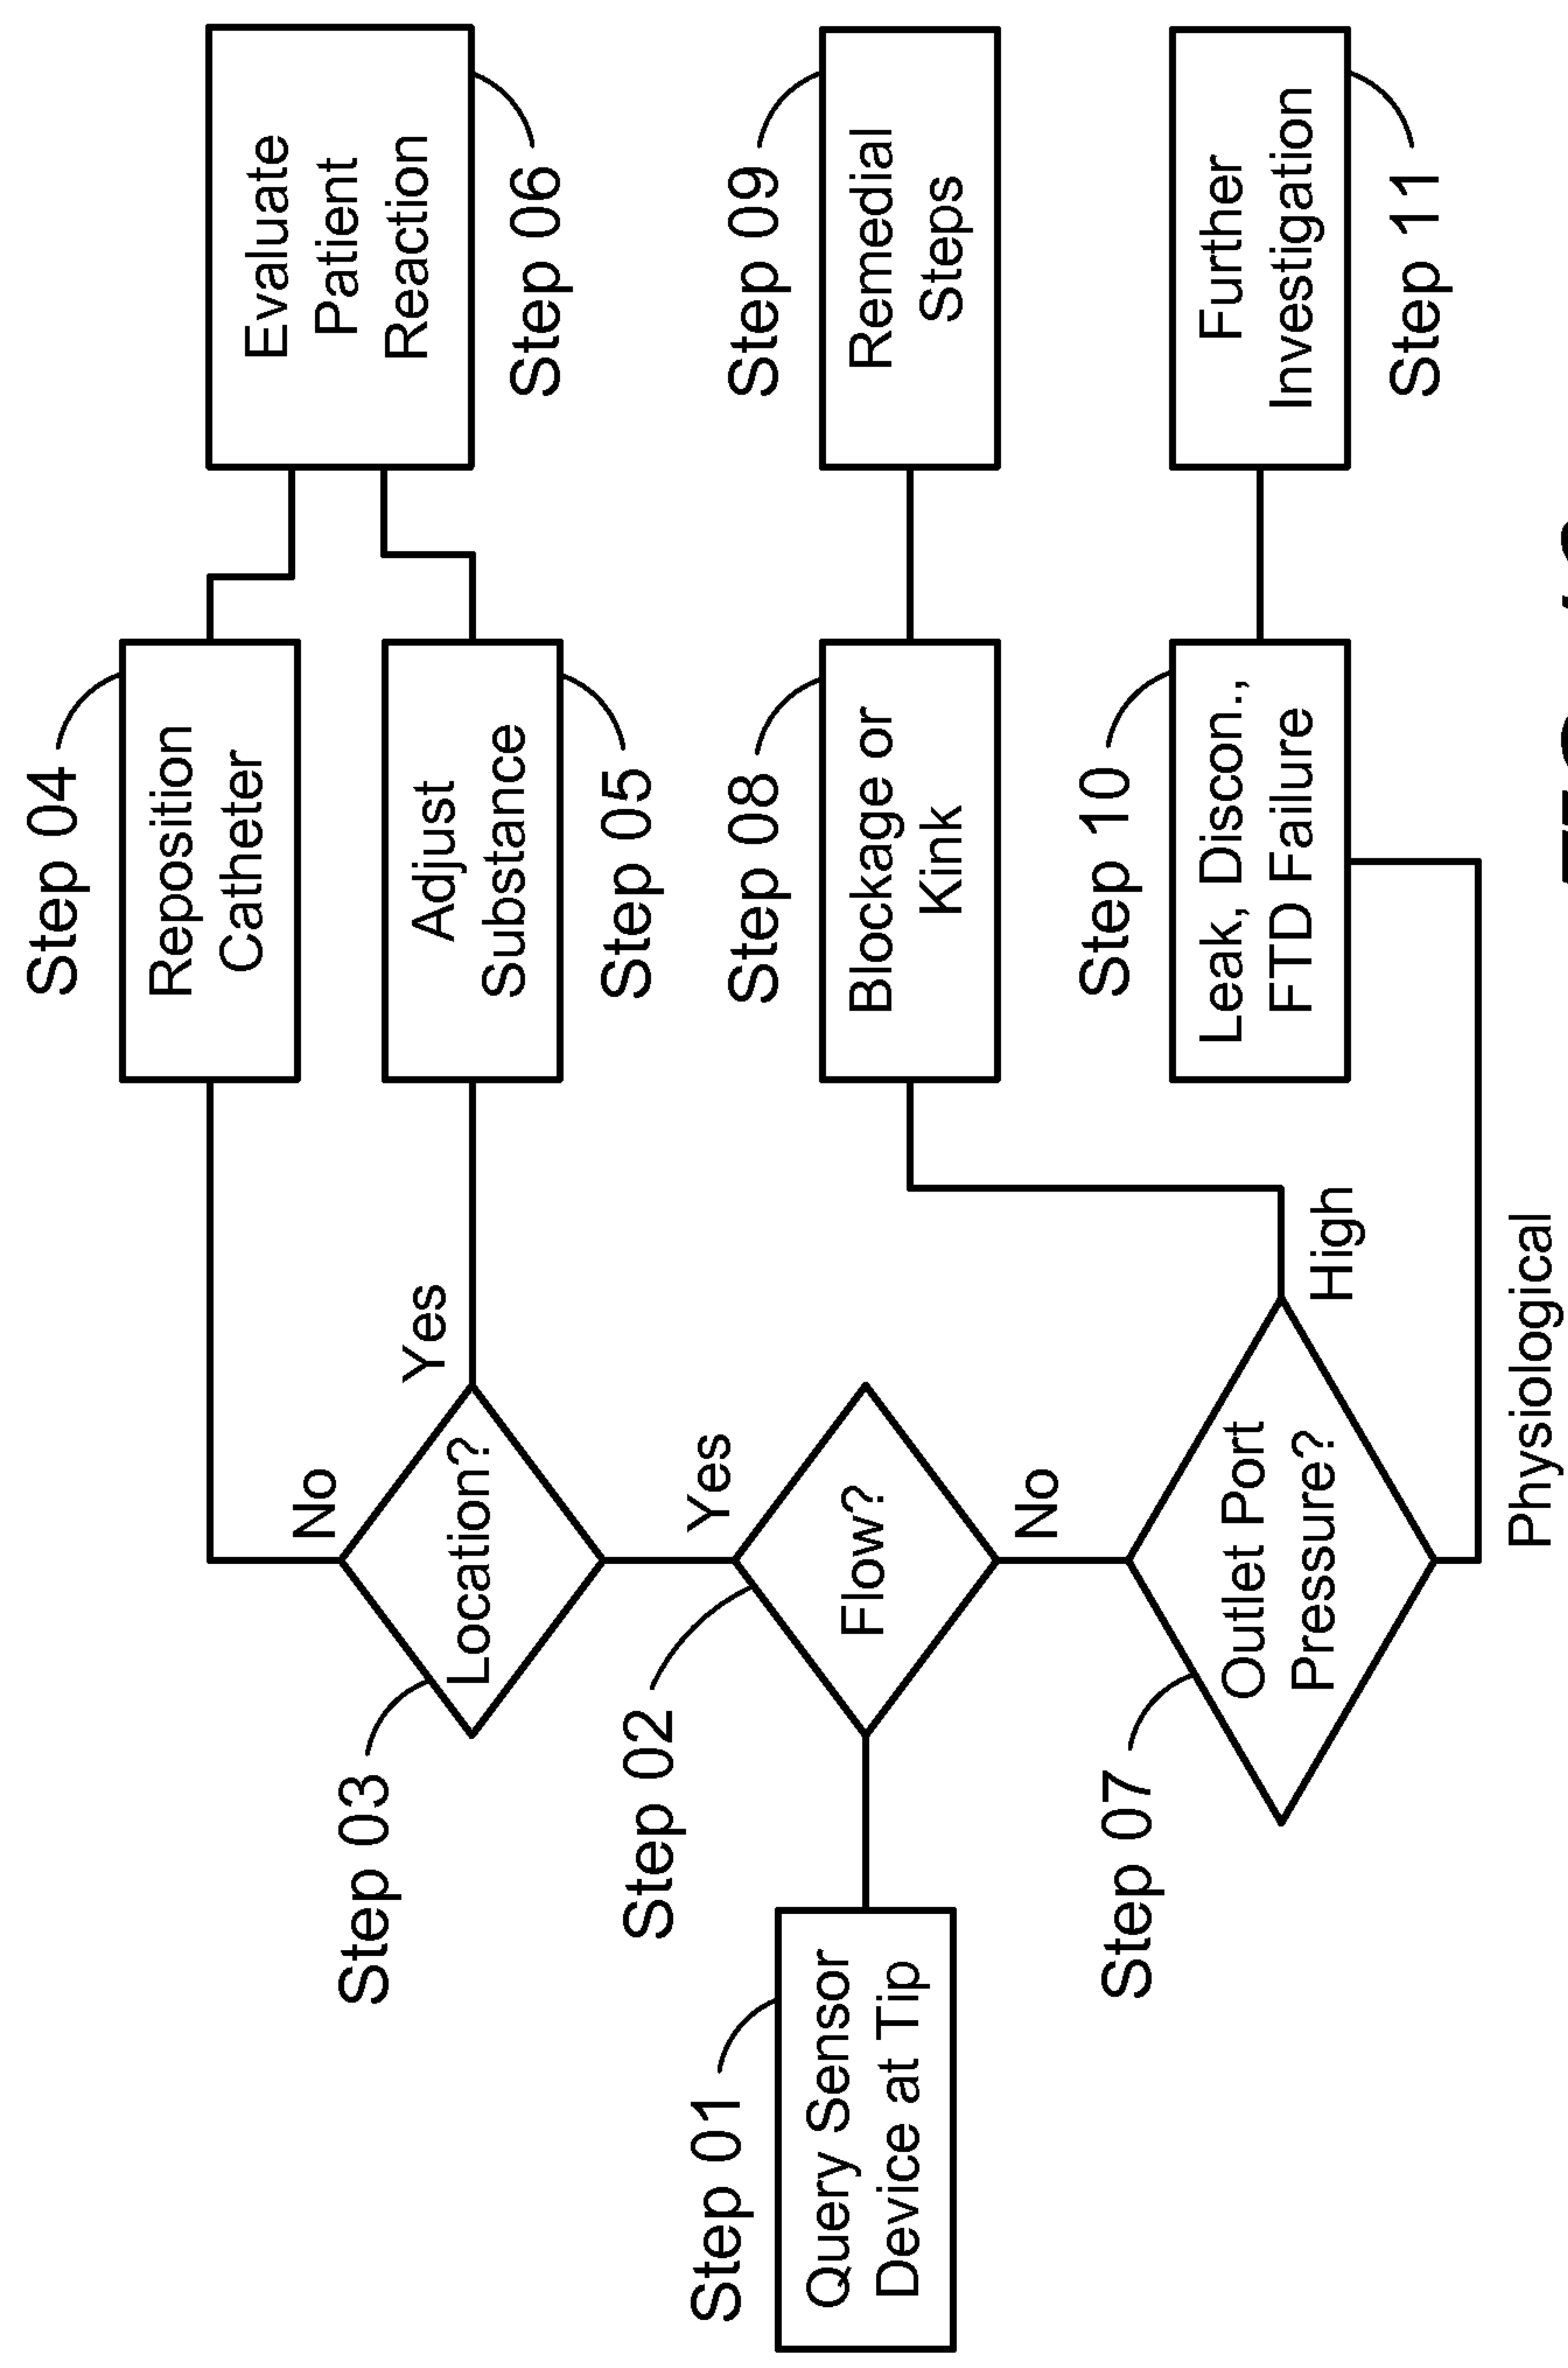 Step 04
Reposition
Catheter
Evaluate
Patient
Reaction
Step 06
No
Yes
Step 03
Location?
Adjust
Substance
Step 05
Step 02
Yes
Step 01
Query Sensor
Device at Tip
Flow?
No
Step 08
Blockage or
Kink
Step 09
Remedial
Steps
Step 07
Outlet Port
Pressure?
High
Physiological
Step 10
Leak, Discon.,
FTD Failure
Further
Investigation
Step 11